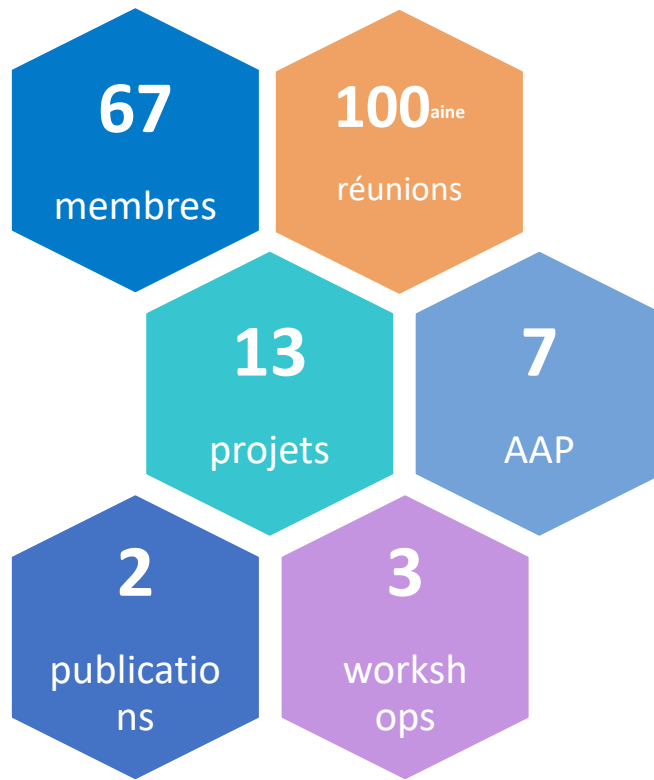 67
membres
100aine
réunions
13
projets
7
AAP
2
publicatio
ns
3
worksh
ops